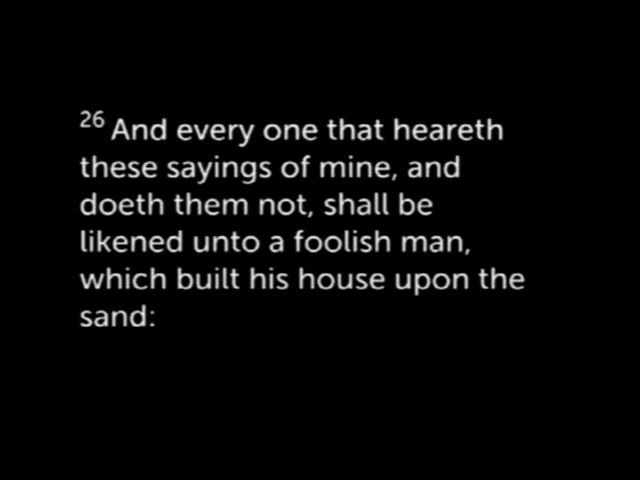 26 And every one that heareth
these sayings of mine, and
doeth them not, shall be
likened unto a foolish man,
which built his house upon the
sand: